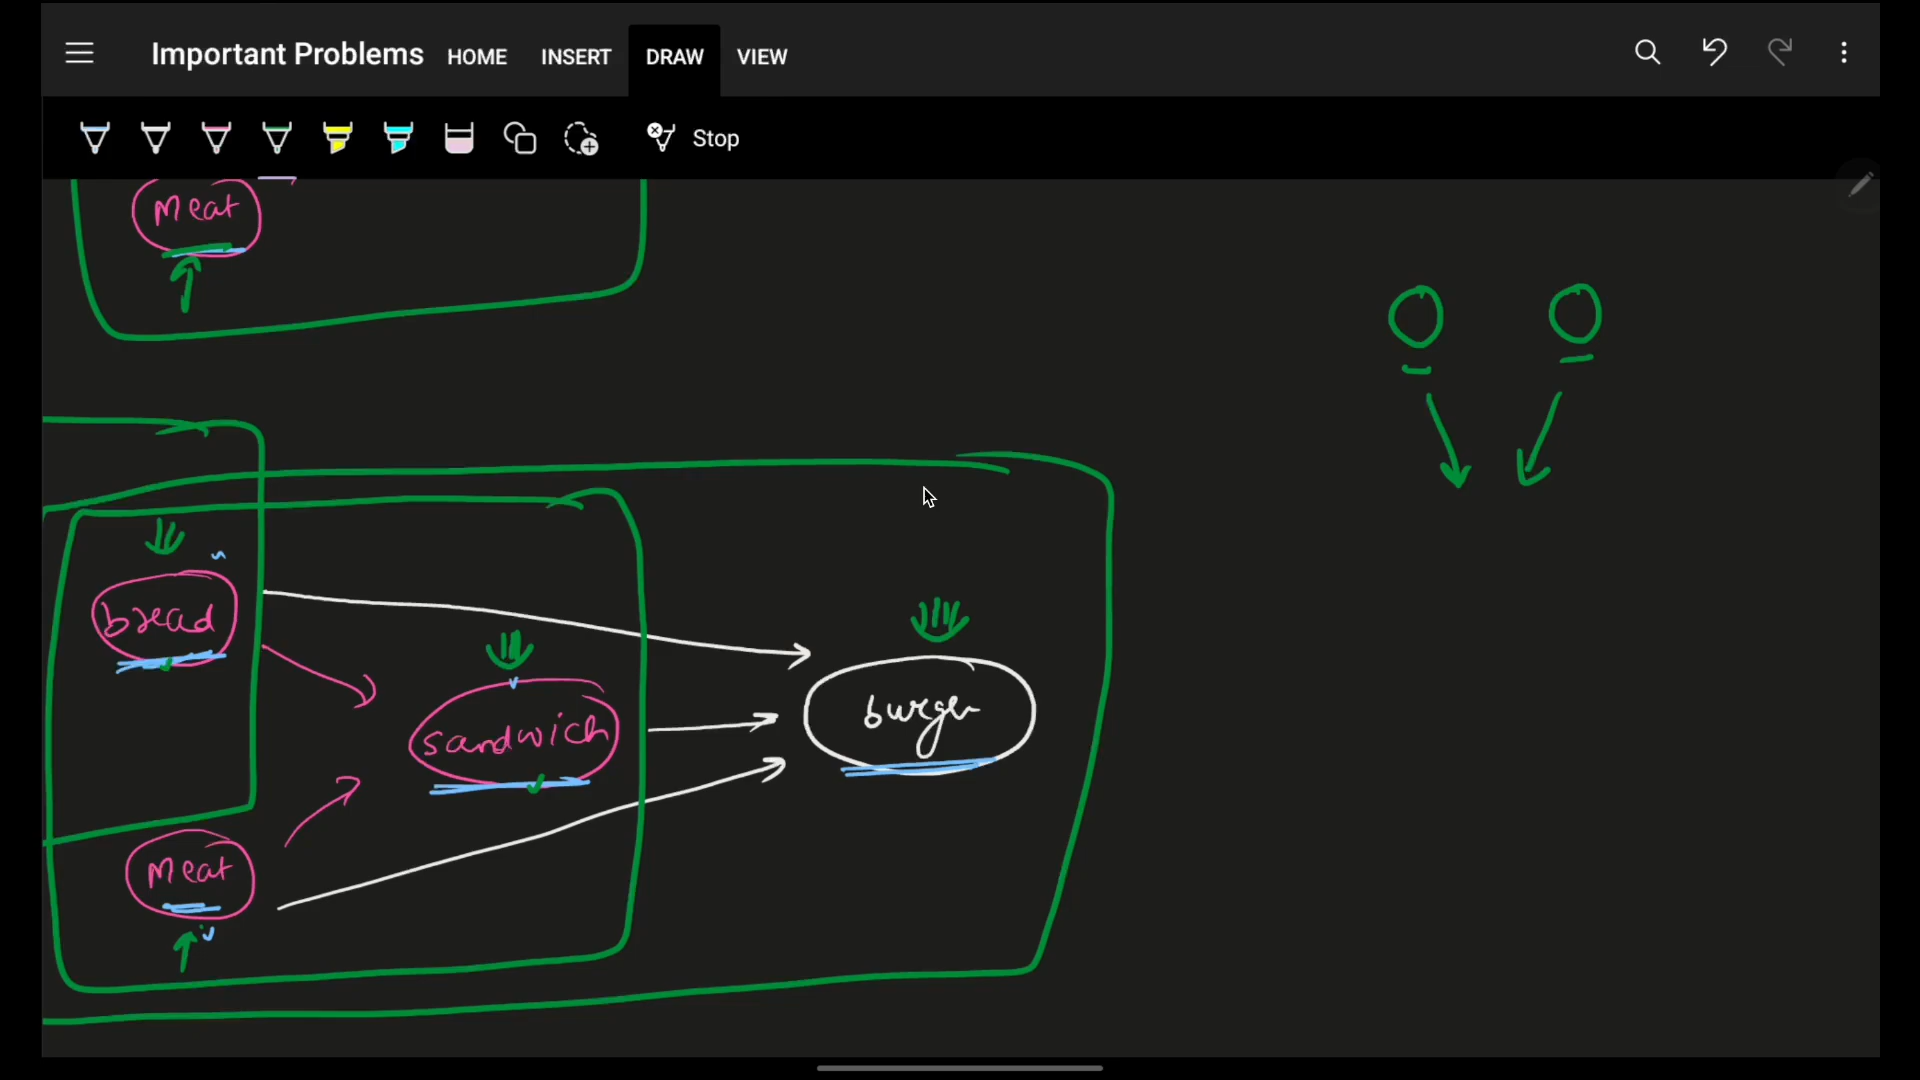 Important Problems HOME INSERT DRAW VIEW
Stop
Meat
bread
sandwich
burger
Meat